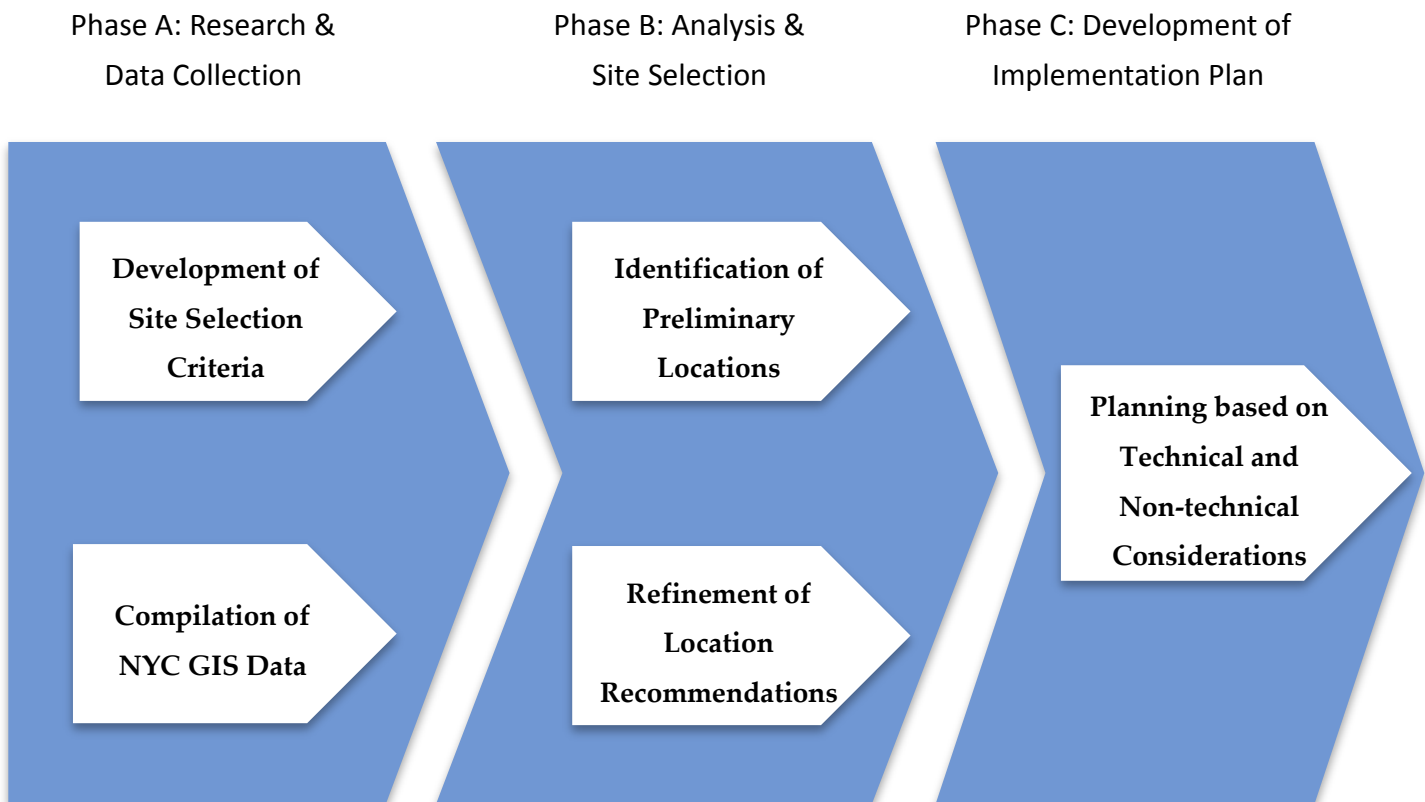 Phase A: Research &
Data Collection
Phase B: Analysis &
Site Selection
Phase C: Development of
Implementation Plan
Development of
Site Selection
Criteria
Compilation of
NYC GIS Data
Identification of
Preliminary
Locations
Refinement of
Location
Recommendations
Planning based on
Technical and
Non-technical
Considerations